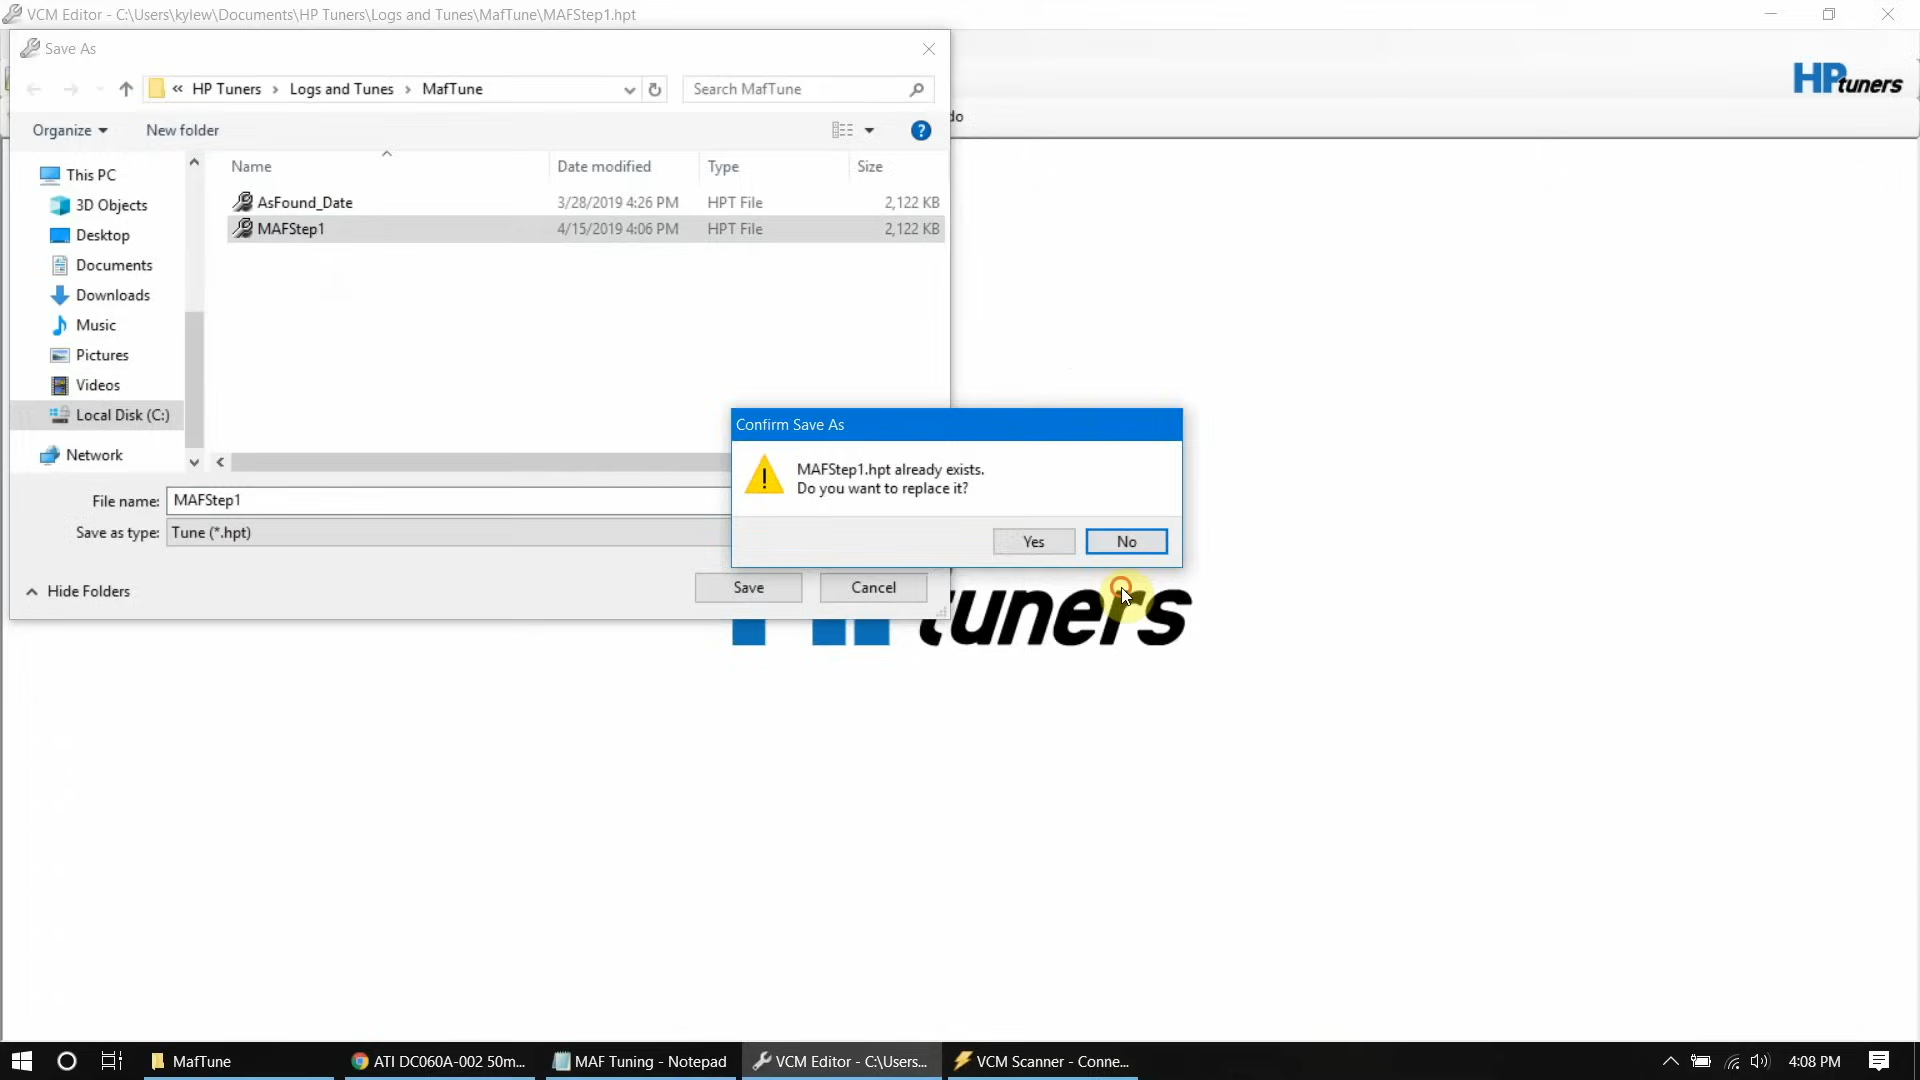 VCM Editor - C:\Users\kylew\Documents\HP Tuners\Logs and Tunes\MafTune\MAFStep1.hpt
Save As
« HP Tuners › Logs and Tunes › MafTune
Search MafTune
HPtuners
Organize
New folder
?
do
Name
Date modified
Type
Size
This PC
3D Objects
Desktop
Documents
Downloads
Music
Pictures
Videos
Local Disk (C:)
Network
AsFound_Date 3/28/2019 4:26 PM HPT File 2,122 KB
MAFStep1 4/15/2019 4:06 PM HPT File 2,122 KB
Confirm Save As
MAFStep1.hpt already exists.
Do you want to replace it?
Yes
No
File name: MAFStep1
Save as type: Tune (*.hpt)
Hide Folders
Save
Cancel
tuners
MafTune
ATI DC060A-002 50m...
MAF Tuning - Notepad
VCM Editor - C:\Users...
VCM Scanner - Conne...
4:08 PM